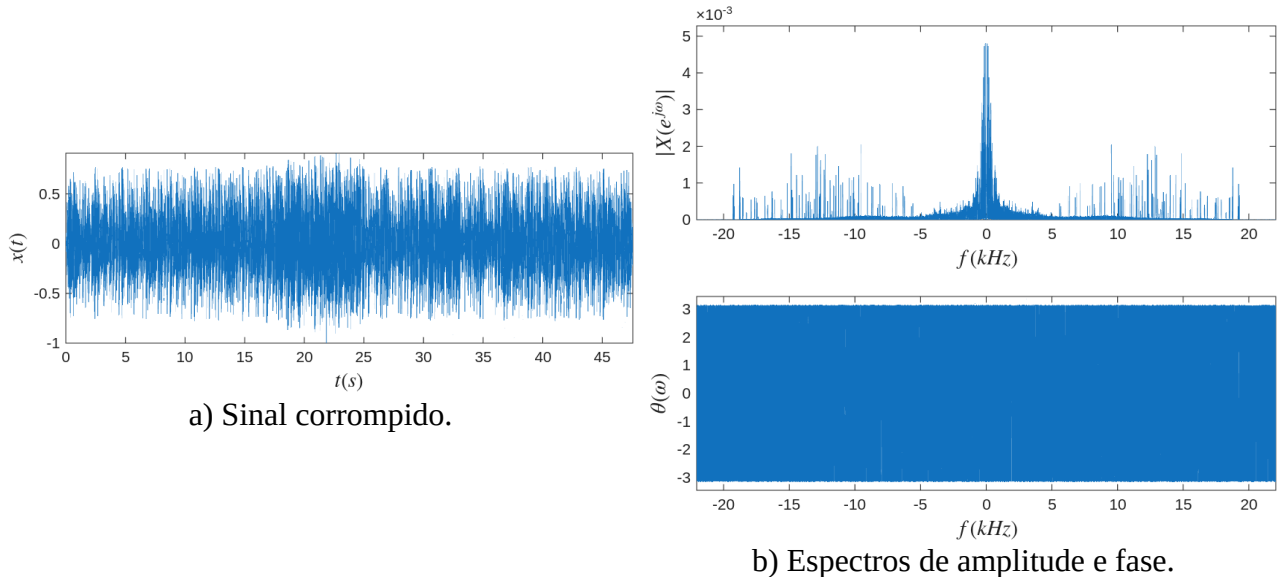 0.5
0
-0.5
-1
x(t)
0 5 10 15 20 25 30 35 40 45
t(s)
a) Sinal corrompido.
×10⁻³
5
4
3
2
1
0
|X(e^{jω})|
-20 -15 -10 -5 0 5 10 15 20
f(kHz)
3
2
1
0
-1
-2
-3
θ(ω)
-20 -15 -10 -5 0 5 10 15 20
f(kHz)
b) Espectros de amplitude e fase.